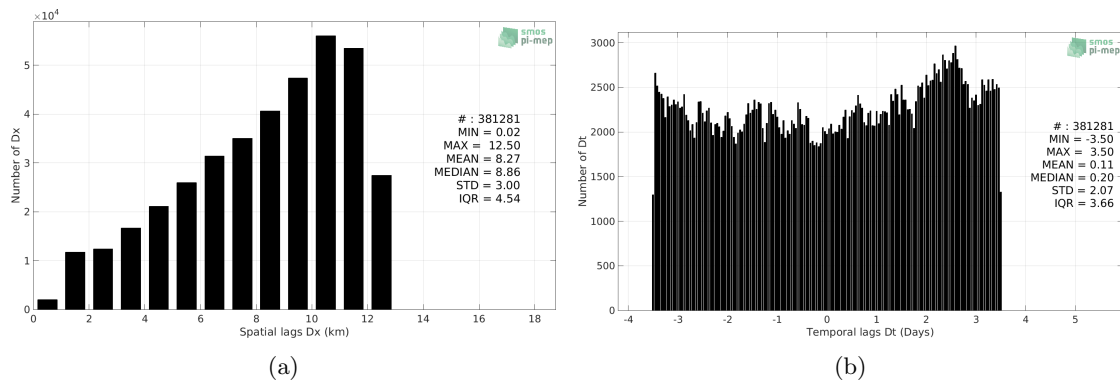 ×10⁴
smos
pi-mep
5
4
3
2
1
0
Number of Dx
# : 381281
MIN = 0.02
MAX = 12.50
MEAN = 8.27
MEDIAN = 8.86
STD = 3.00
IQR = 4.54
0 2 4 6 8 10 12 14 16 18
Spatial lags Dx (km)
(a)
smos
pi-mep
3000
2500
2000
1500
1000
500
0
Number of Dt
# : 381281
MIN = -3.50
MAX = 3.50
MEAN = 0.11
MEDIAN = 0.20
STD = 2.07
IQR = 3.66
-4 -3 -2 -1 0 1 2 3 4 5
Temporal lags Dt (Days)
(b)